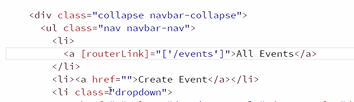 <div class="collapse navbar-collapse">
<ul class="nav navbar-nav">
<li>
<a [routerLink]="['/events']">All Events</a>
</li>
<li><a href="">Create Event</a></li>
<li class="dropdown">